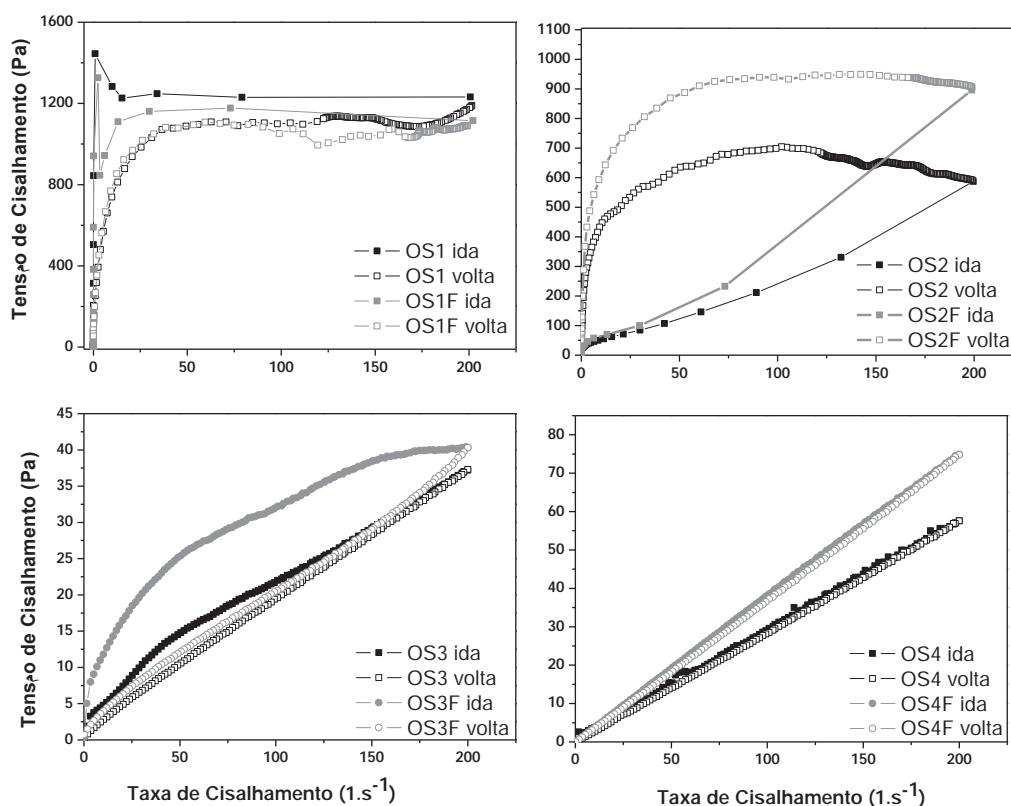 Tensão de Cisalhamento (Pa)
1600
1200
800
400
0
0 50 100 150 200
OS1 ida
OS1 volta
OS1F ida
OS1F volta
1100
1000
900
800
700
600
500
400
300
200
100
0
0 50 100 150 200
OS2 ida
OS2 volta
OS2F ida
OS2F volta
Tensão de Cisalhamento (Pa)
45
40
35
30
25
20
15
10
5
0
0 50 100 150 200
OS3 ida
OS3 volta
OS3F ida
OS3F volta
Taxa de Cisalhamento (1.s⁻¹)
80
70
60
50
40
30
20
10
0
0 50 100 150 200
OS4 ida
OS4 volta
OS4F ida
OS4F volta
Taxa de Cisalhamento (1.s⁻¹)